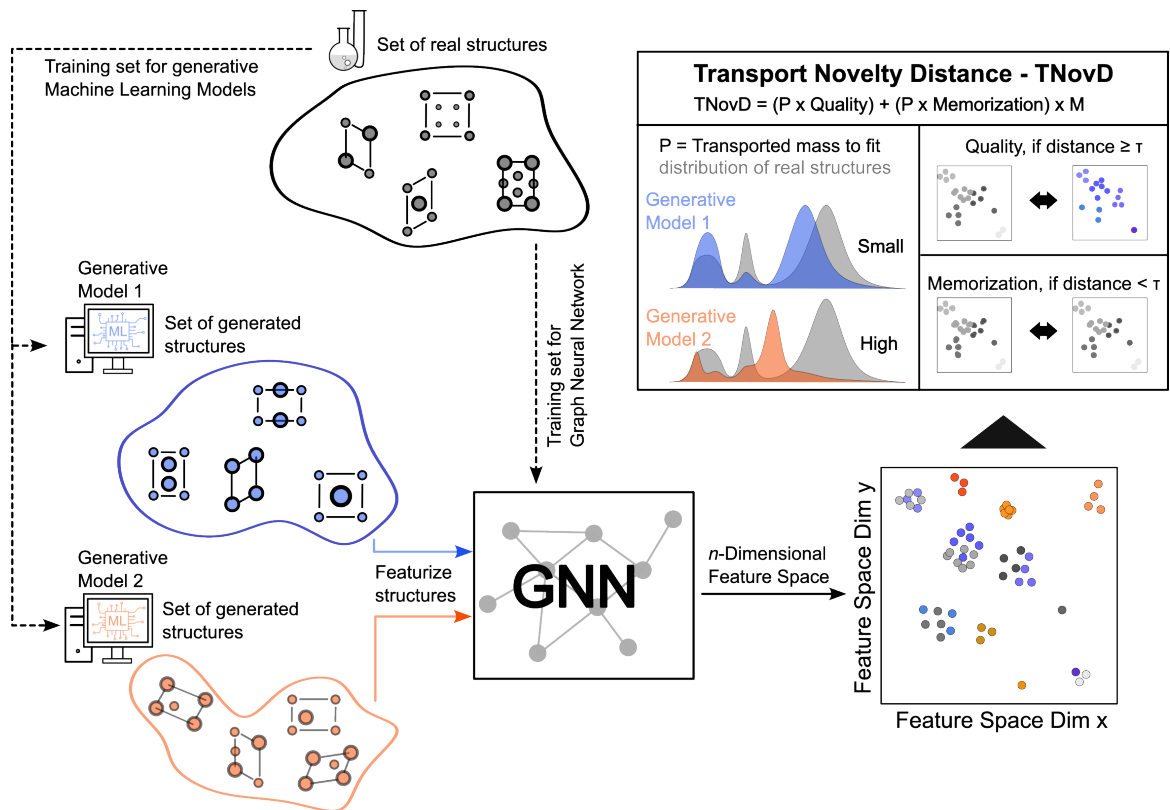 Set of real structures
Training set for generative
Machine Learning Models
Transport Novelty Distance - TNovD
TNovD = (P x Quality) + (P x Memorization) x M
P = Transported mass to fit
distribution of real structures
Generative
Model 1
Small
Generative
Model 2
High
Quality, if distance ≥ τ
Memorization, if distance < τ
Generative
Model 1
ML
Set of generated
structures
Training set for
Graph Neural Network
Generative
Model 2
ML
Set of generated
structures
Featurize
structures
GNN
n-Dimensional
Feature Space
Feature Space Dim y
Feature Space Dim x